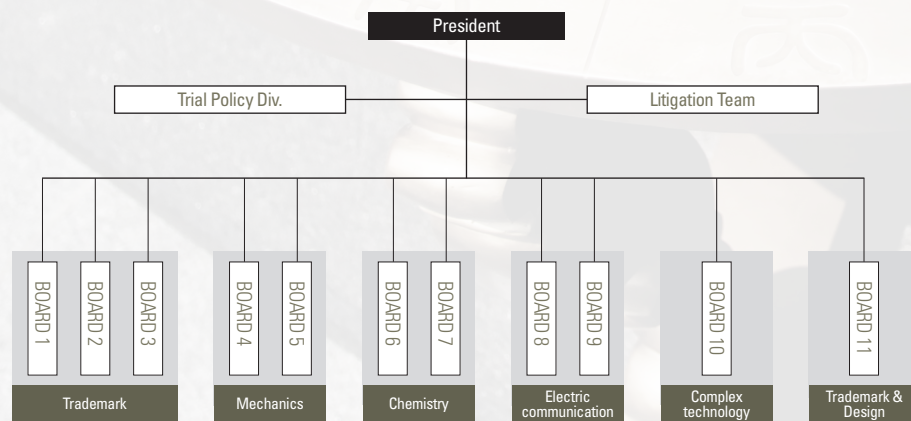 President
Trial Policy Div.
Litigation Team
BOARD 1
BOARD 2
BOARD 3
BOARD 4
BOARD 5
BOARD 6
BOARD 7
BOARD 8
BOARD 9
BOARD 10
BOARD 11
Trademark
Mechanics
Chemistry
Electric
communication
Complex
technology
Trademark &
Design